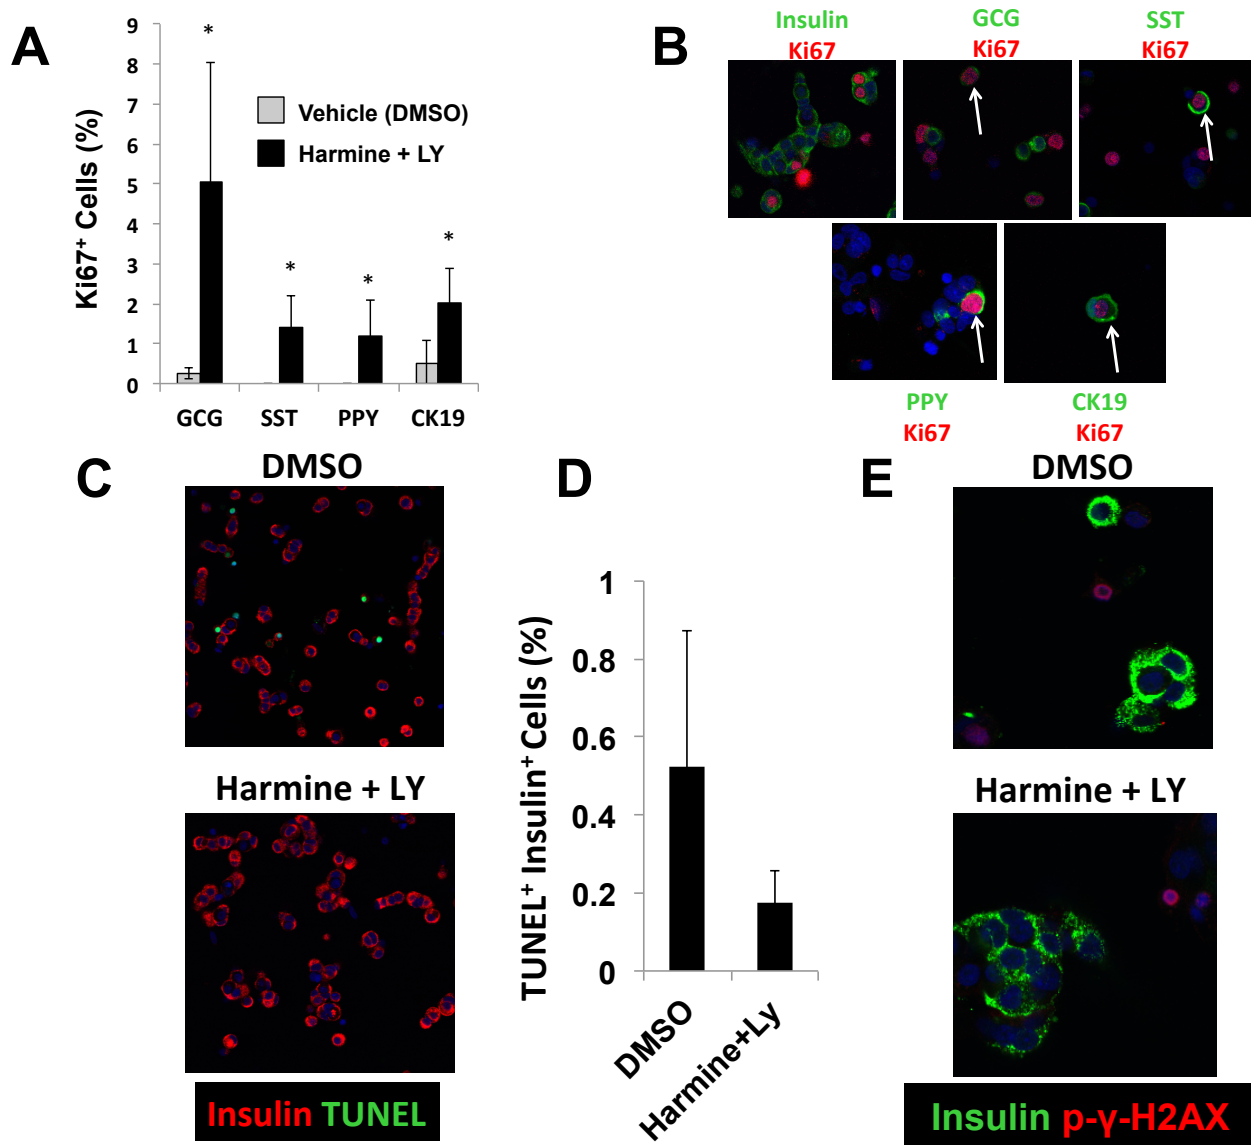 A
9
8
7
6
5
4
3
2
1
0
Ki67⁺ Cells (%)
*
*
*
*
Vehicle (DMSO)
Harmine + LY
GCG SST PPY CK19
B
Insulin
Ki67
GCG
Ki67
SST
Ki67
PPY
Ki67
CK19
Ki67
C
DMSO
Harmine + LY
Insulin TUNEL
D
TUNEL⁺ Insulin⁺ Cells (%)
1
0.8
0.6
0.4
0.2
0
DMSO
Harmine+Ly
E
DMSO
Harmine + LY
Insulin p-γ-H2AX